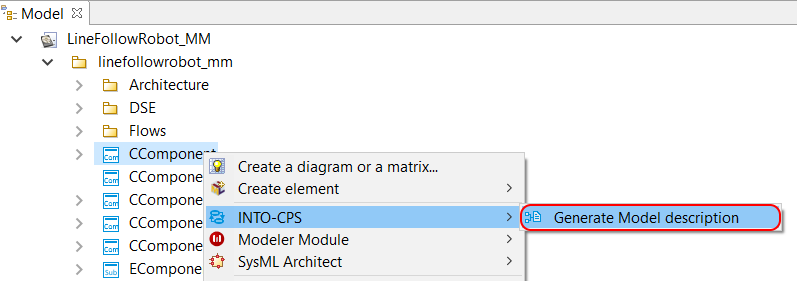 Model
LineFollowRobot_MM
linefollowrobot_mm
Architecture
DSE
Flows
CComponent
CCompone
CCompone
CCompone
CCompone
EComponen
Create a diagram or a matrix...
Create element
INTO-CPS
Modeler Module
SysML Architect
Generate Model description